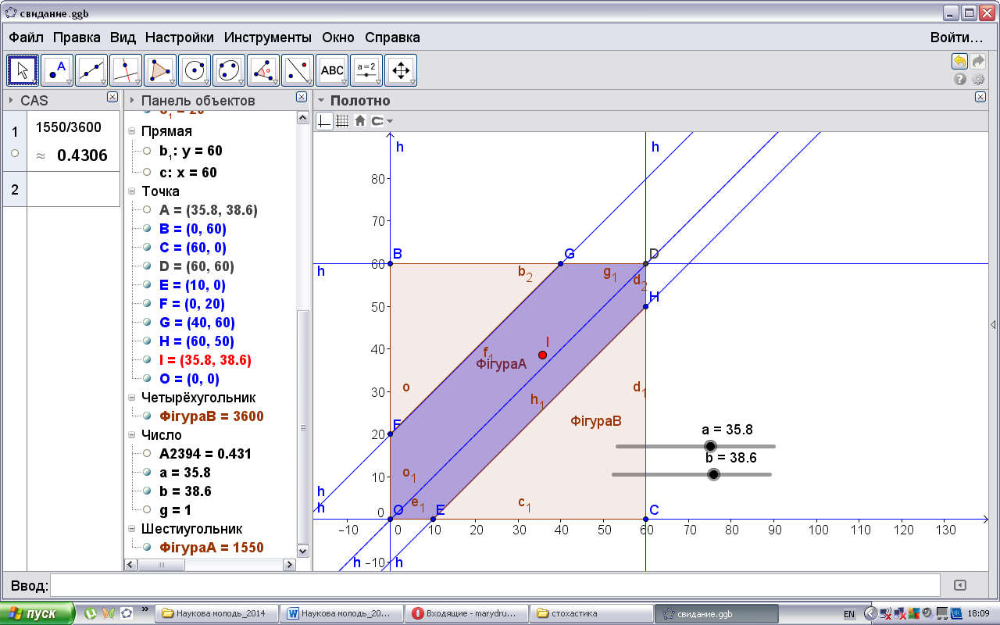 свидание.ggb
Файл Правка Вид Настройки Инструменты Окно Справка Войти…
ABC a=2
CAS Панель объектов Полотно
1 1550/3600
≈ 0.4306
2
Прямая
b1: y = 60
c: x = 60
Точка
A = (35.8, 38.6)
B = (0, 60)
C = (60, 0)
D = (60, 60)
E = (10, 0)
F = (0, 20)
G = (40, 60)
H = (60, 50)
I = (35.8, 38.6)
O = (0, 0)
Четырёхугольник
ФігураB = 3600
Число
A2394 = 0.431
a = 35.8
b = 38.6
g = 1
Шестиугольник
ФігураA = 1550
h h
80
70
B G D
60
h b2 g1 d2
50 H
40 I
f1
ФігураA
30 o h1 d1
ФігураB
20 F a = 35.8
b = 38.6
10 o1
h
h e1 c1
0 O E C
−10 0 10 20 30 40 50 60 70 80 90 100 110 120 130
h −10 h
Ввод:
пуск » Наукова молодь_2014 Наукова молодь_20... Входящие - marydru... стохастика свидание.ggb EN 18:09